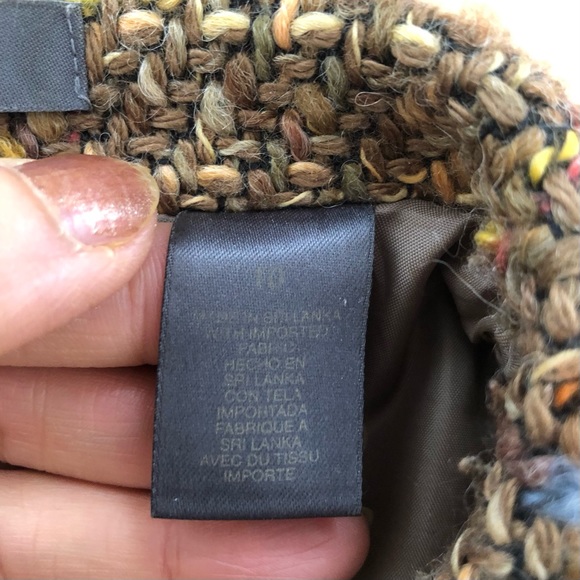 10
MADE IN SRI LANKA
WITH IMPORTED
FABRIC
HECHO EN
SRI LANKA
CON TELA
IMPORTADA
FABRIQUE A
SRI LANKA
AVEC DU TISSU
IMPORTE